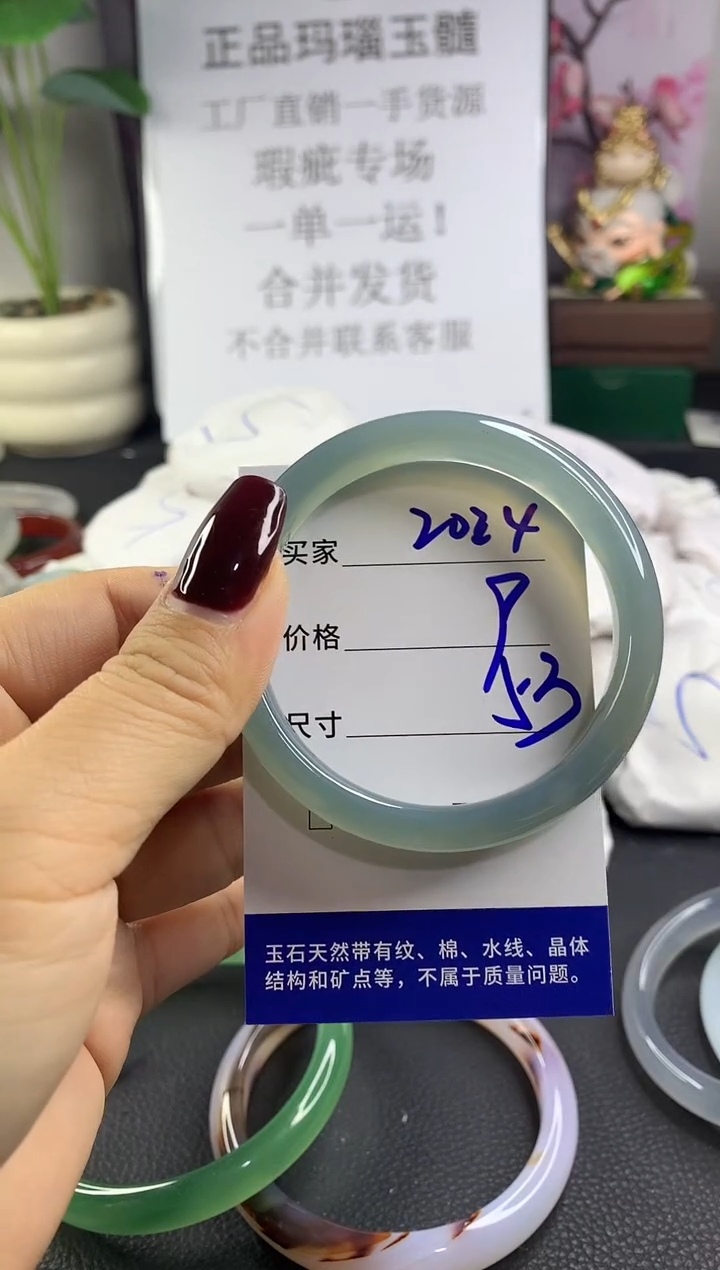 正品玛瑙玉髓
工厂直销一手货源
瑕疵专场
一单一运！
合并发货
不合并联系客服
买家 2024
价格
尺寸 53
玉石天然带有纹、棉、水线、晶体
结构和矿点等，不属于质量问题。